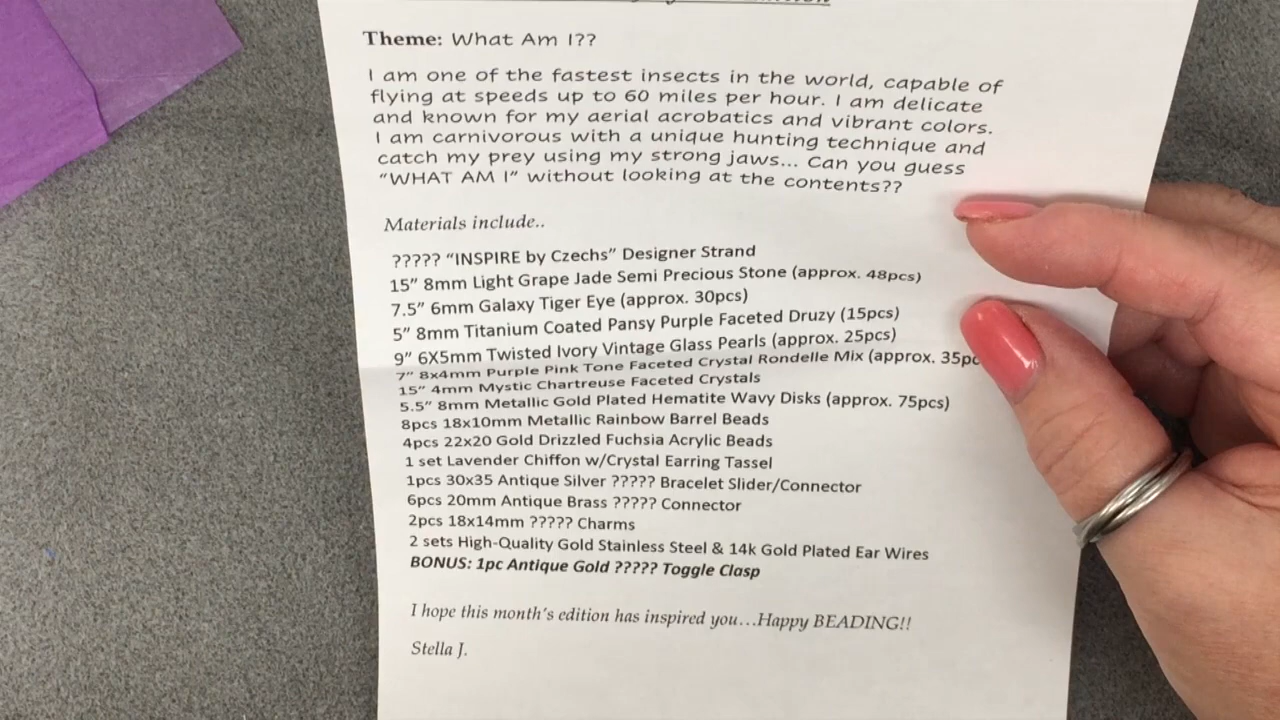 Theme: What Am I??
I am one of the fastest insects in the world, capable of
flying at speeds up to 60 miles per hour. I am delicate
and known for my aerial acrobatics and vibrant colors.
I am carnivorous with a unique hunting technique and
catch my prey using my strong jaws... Can you guess
"WHAT AM I" without looking at the contents??
Materials include..
????? "INSPIRE by Czechs" Designer Strand
15" 8mm Light Grape Jade Semi Precious Stone (approx. 48pcs)
7.5" 6mm Galaxy Tiger Eye (approx. 30pcs)
5" 8mm Titanium Coated Pansy Purple Faceted Druzy (15pcs)
9" 6X5mm Twisted Ivory Vintage Glass Pearls (approx. 25pcs)
7" 8x4mm Purple Pink Tone Faceted Crystal Rondelle Mix (approx. 35pc
15" 4mm Mystic Chartreuse Faceted Crystals
5.5" 8mm Metallic Gold Plated Hematite Wavy Disks (approx. 75pcs)
8pcs 18x10mm Metallic Rainbow Barrel Beads
4pcs 22x20 Gold Drizzled Fuchsia Acrylic Beads
1 set Lavender Chiffon w/Crystal Earring Tassel
1pcs 30x35 Antique Silver ????? Bracelet Slider/Connector
6pcs 20mm Antique Brass ????? Connector
2pcs 18x14mm ????? Charms
2 sets High-Quality Gold Stainless Steel & 14k Gold Plated Ear Wires
BONUS: 1pc Antique Gold ????? Toggle Clasp
I hope this month's edition has inspired you...Happy BEADING!!
Stella J.